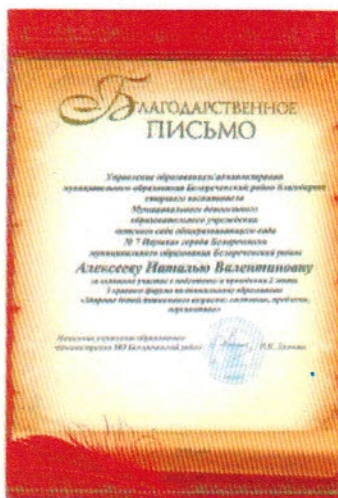 БЛАГОДАРСТВЕННОЕ
ПИСЬМО
Управление образованием администрации
муниципального образования Белореченский район благодарит
старшего воспитателя
Муниципального дошкольного
образовательного учреждения
детского сада общеразвивающего вида
№ 7 города Белореченска
муниципального образования Белореченский район
Алексееву Наталью Валентиновну
за активное участие в подготовке и проведении 2 этапа
краевого форума по дошкольному образованию
«Здоровье детей дошкольного возраста: состояние, проблемы,
перспективы»
Начальник управления образованием
администрации МО Белореченский район